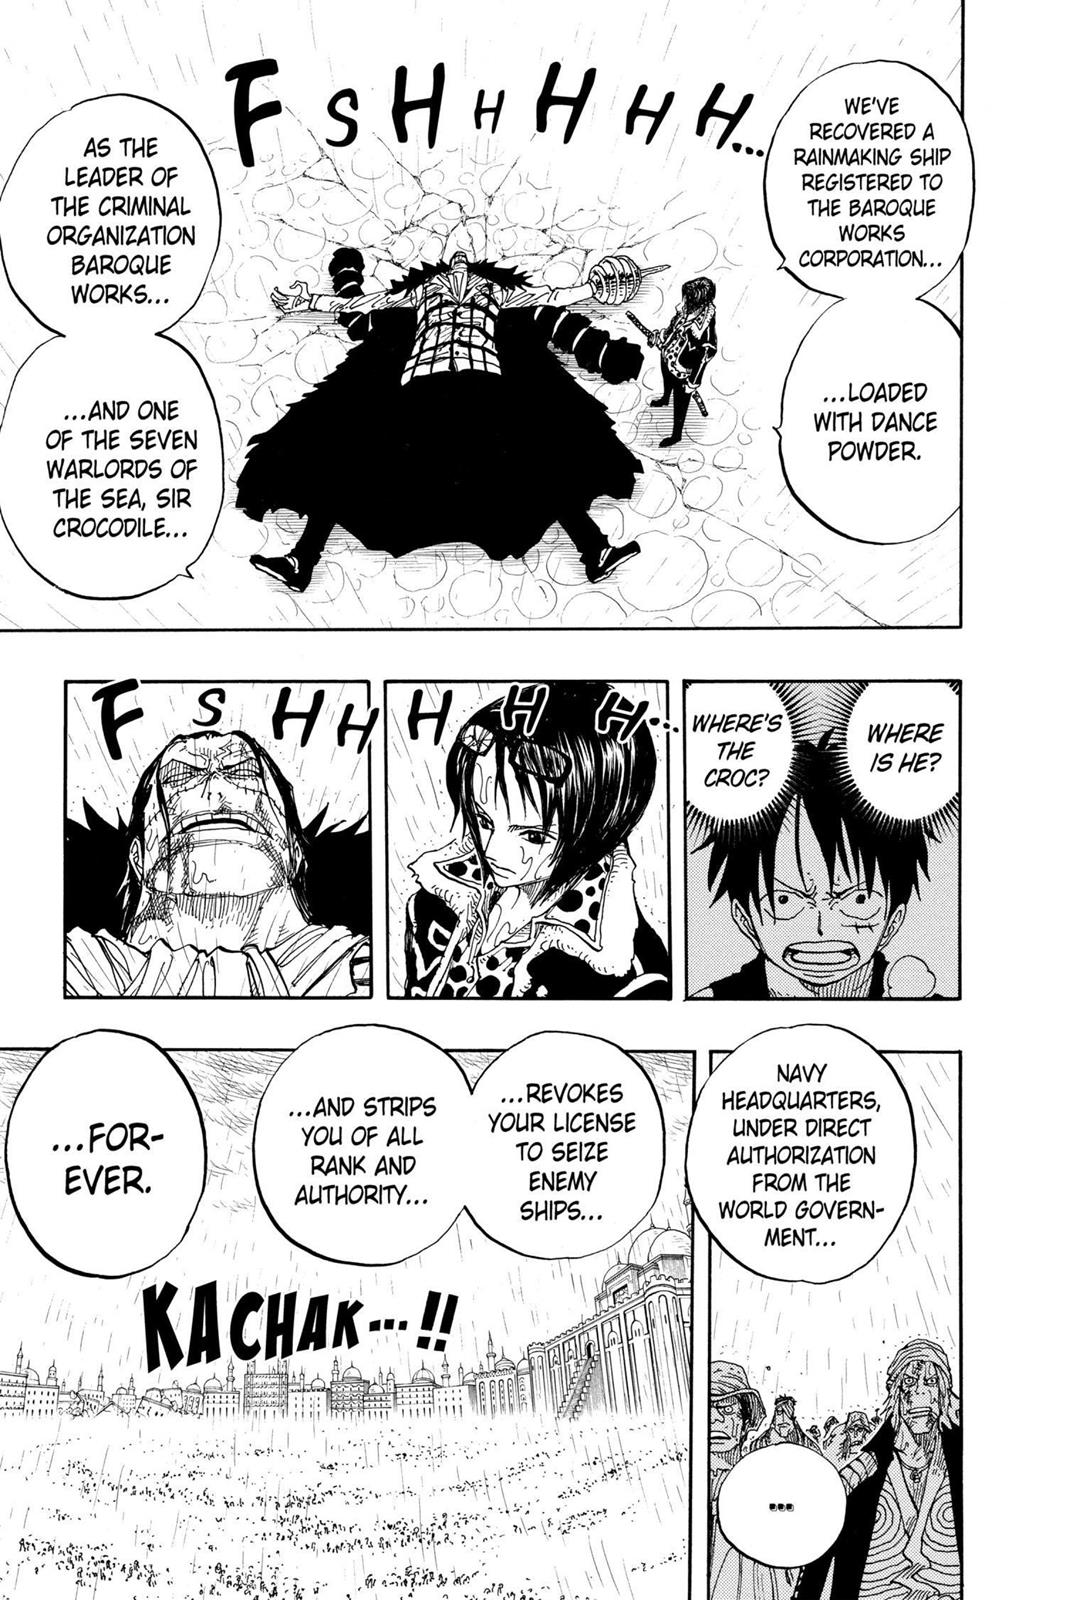 FSHHHHH...
WE'VE
RECOVERED A
RAINMAKING SHIP
REGISTERED TO
THE BAROQUE
WORKS
CORPORATION...
...LOADED
WITH DANCE
POWDER.
AS THE
LEADER OF
THE CRIMINAL
ORGANIZATION
BAROQUE
WORKS...
...AND ONE
OF THE SEVEN
WARLORDS OF
THE SEA, SIR
CROCODILE...
WHERE
IS HE?
WHERE'S
THE
CROC?
FSHHHHH...
NAVY
HEADQUARTERS,
UNDER DIRECT
AUTHORIZATION
FROM THE
WORLD GOVERN-
MENT...
...
...REVOKES
YOUR LICENSE
TO SEIZE
ENEMY
SHIPS...
...AND STRIPS
YOU OF ALL
RANK AND
AUTHORITY...
...FOR-
EVER.
KACHAK...!!